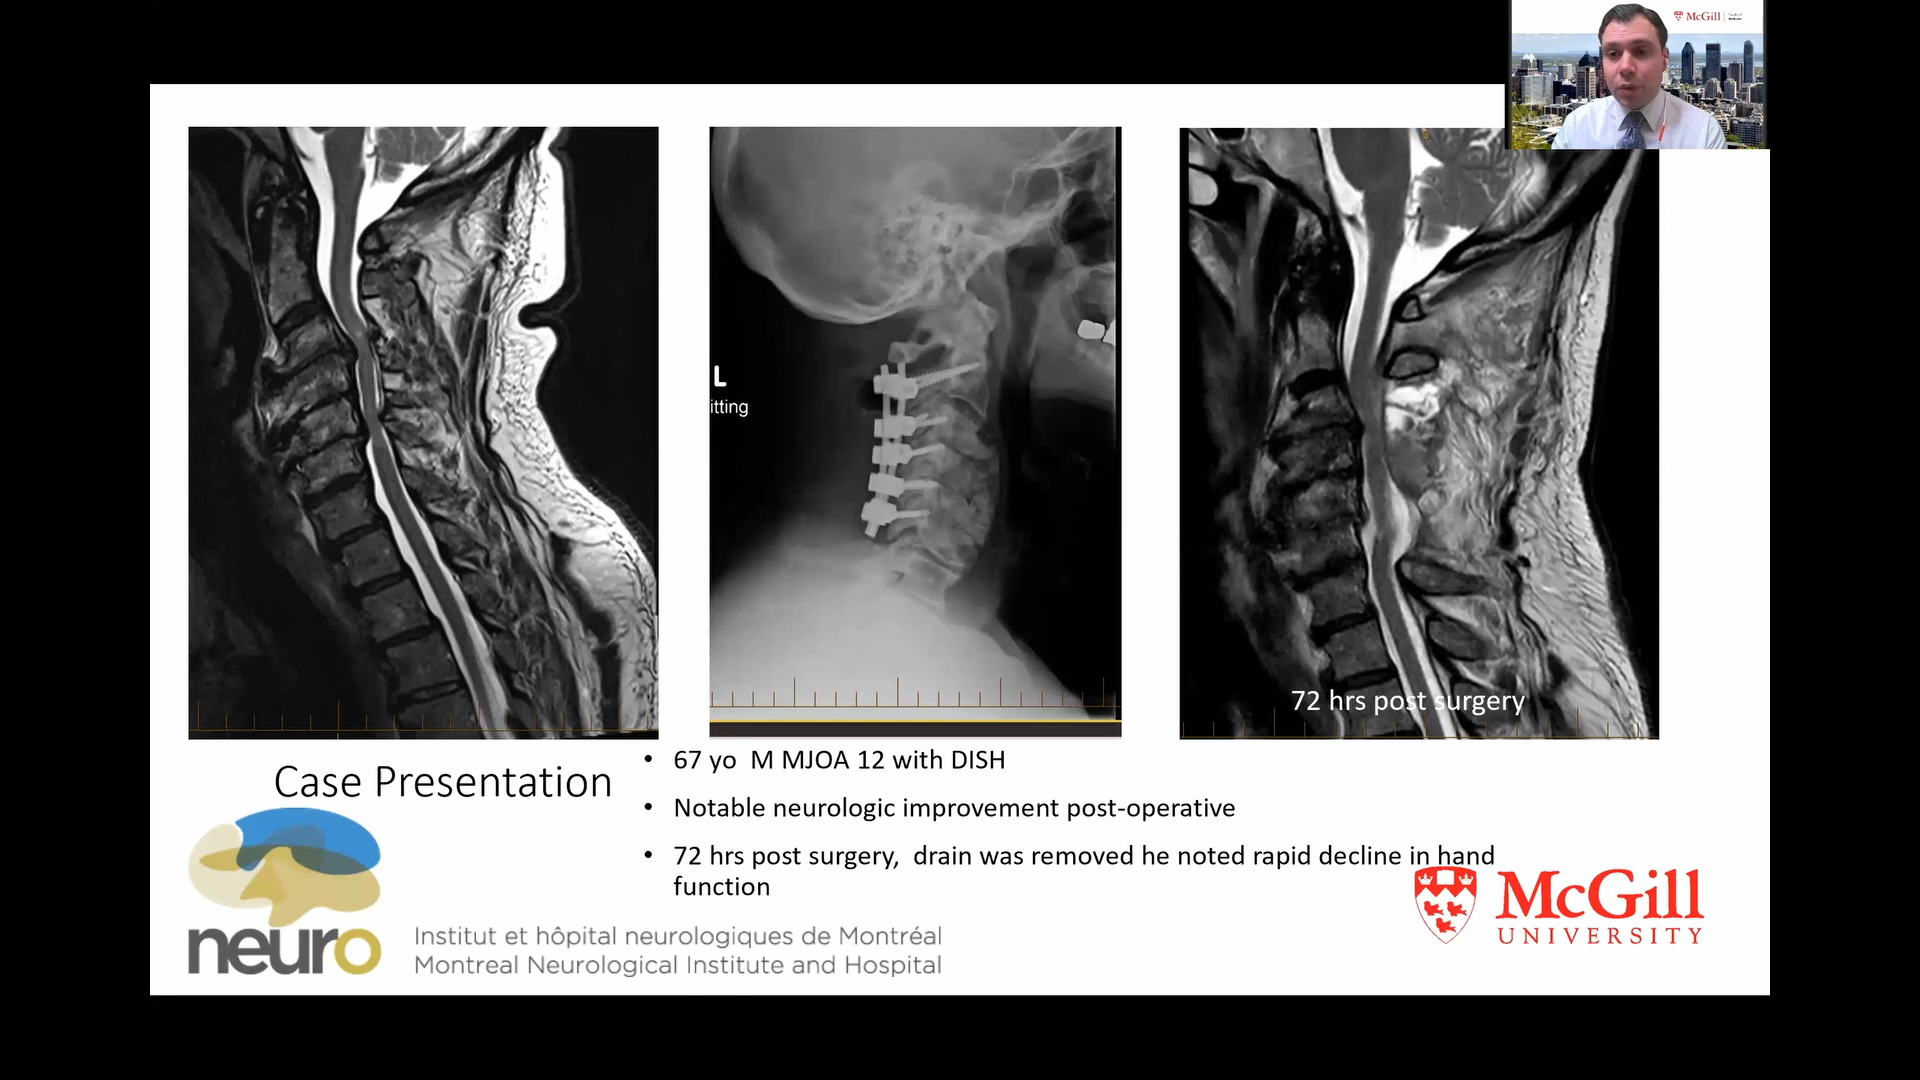 McGill
L
itting
72 hrs post surgery
Case Presentation
• 67 yo M MJOA 12 with DISH
• Notable neurologic improvement post-operative
• 72 hrs post surgery, drain was removed he noted rapid decline in hand
function
neuro
Institut et hôpital neurologiques de Montréal
Montreal Neurological Institute and Hospital
McGill
UNIVERSITY